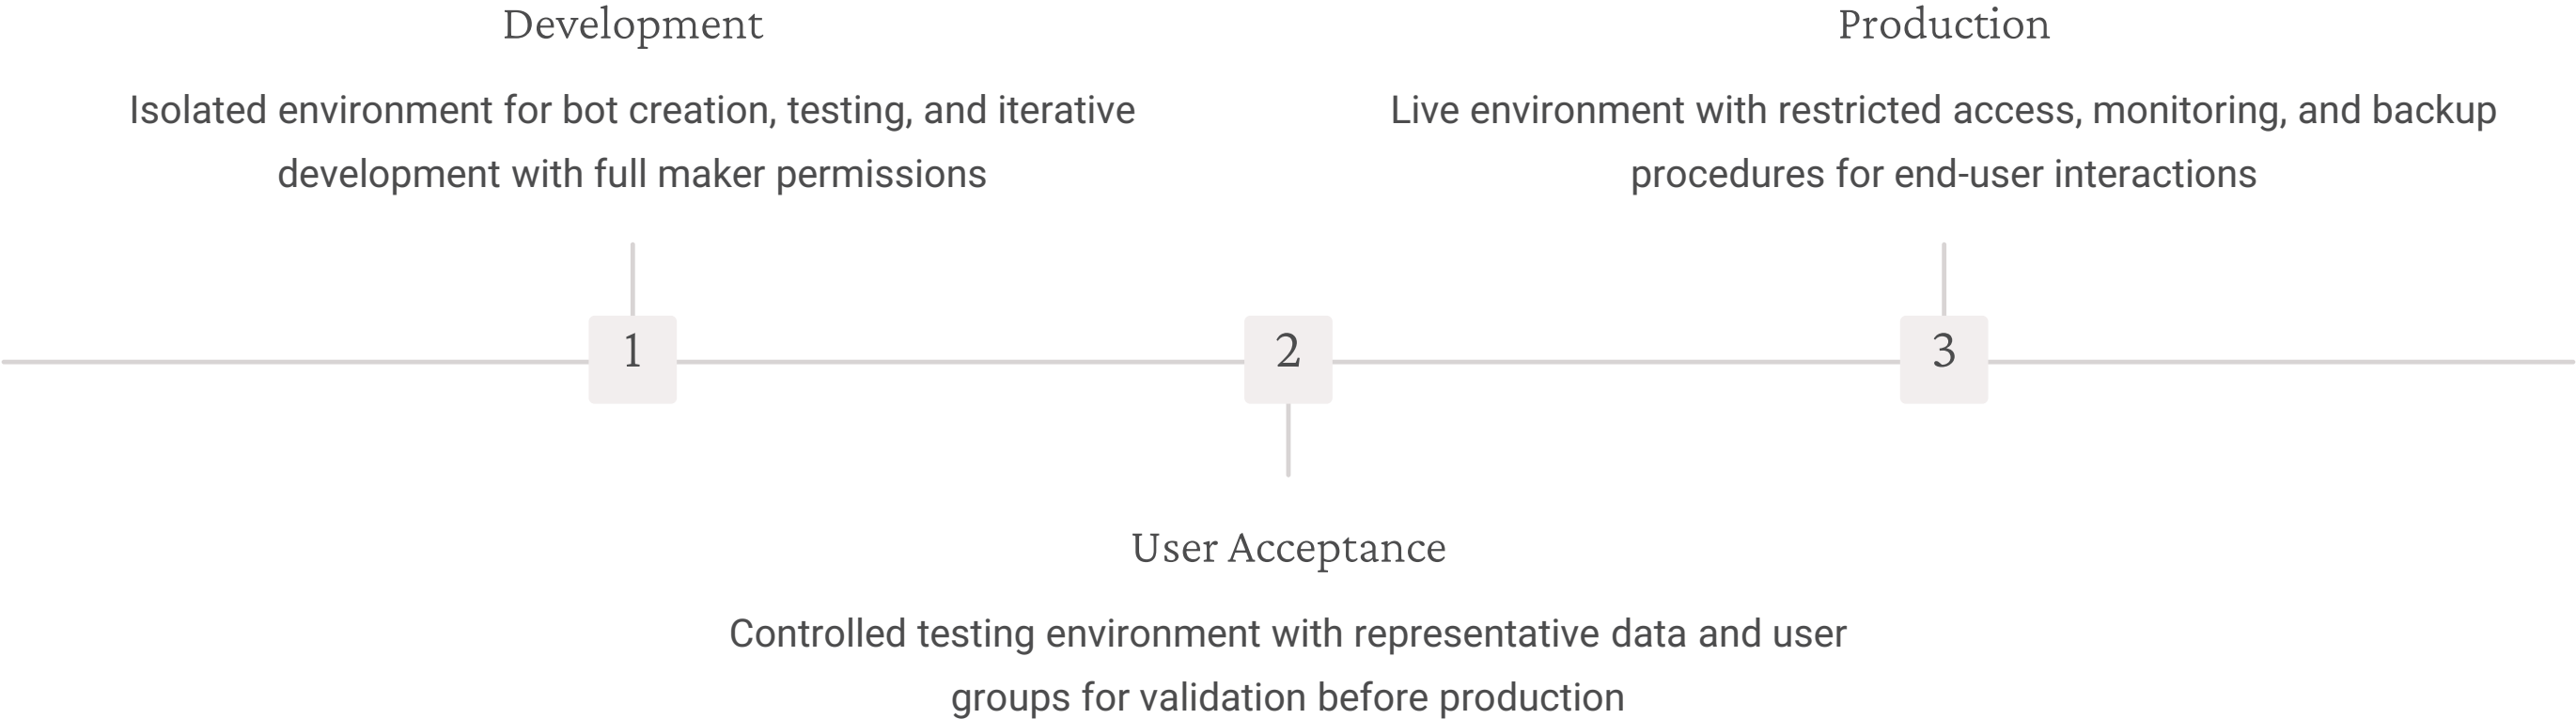 Development
Isolated environment for bot creation, testing, and iterative
development with full maker permissions
Production
Live environment with restricted access, monitoring, and backup
procedures for end-user interactions
1
2
3
User Acceptance
Controlled testing environment with representative data and user
groups for validation before production